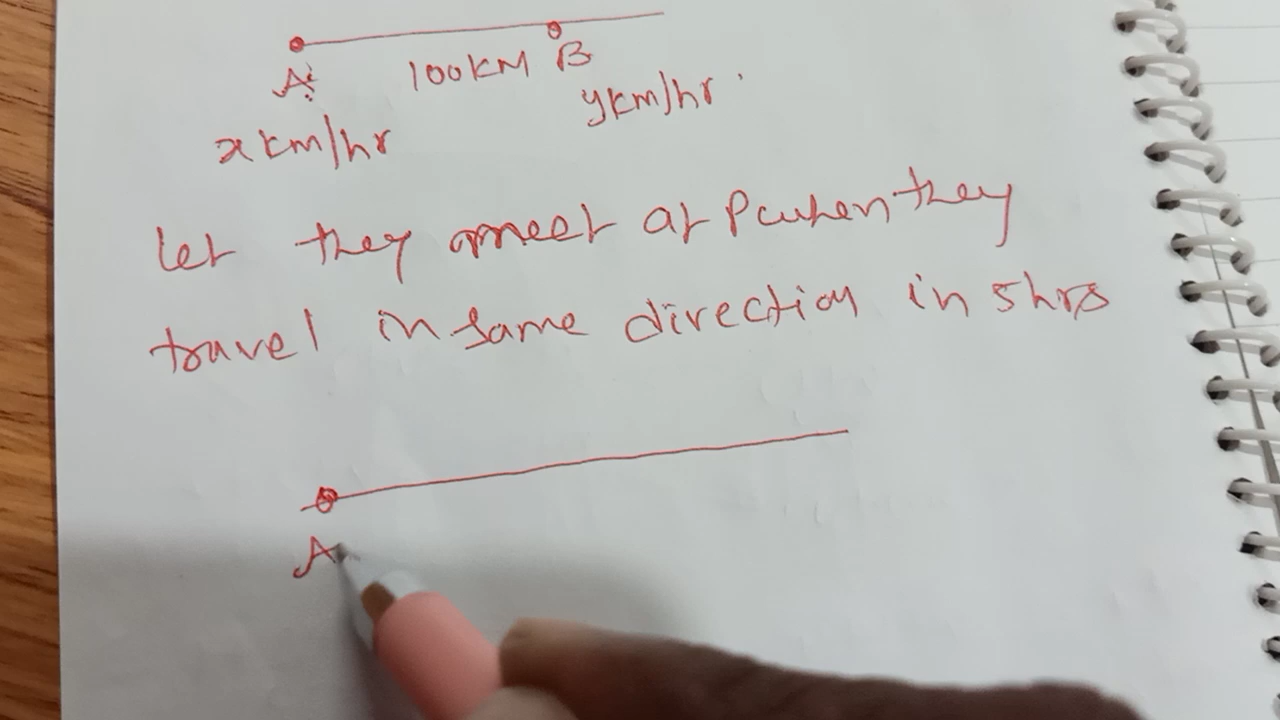 A 100KM B
xkm/hr ykm/hr
let they meet at P when they
travel in same direction in 5hrs
A